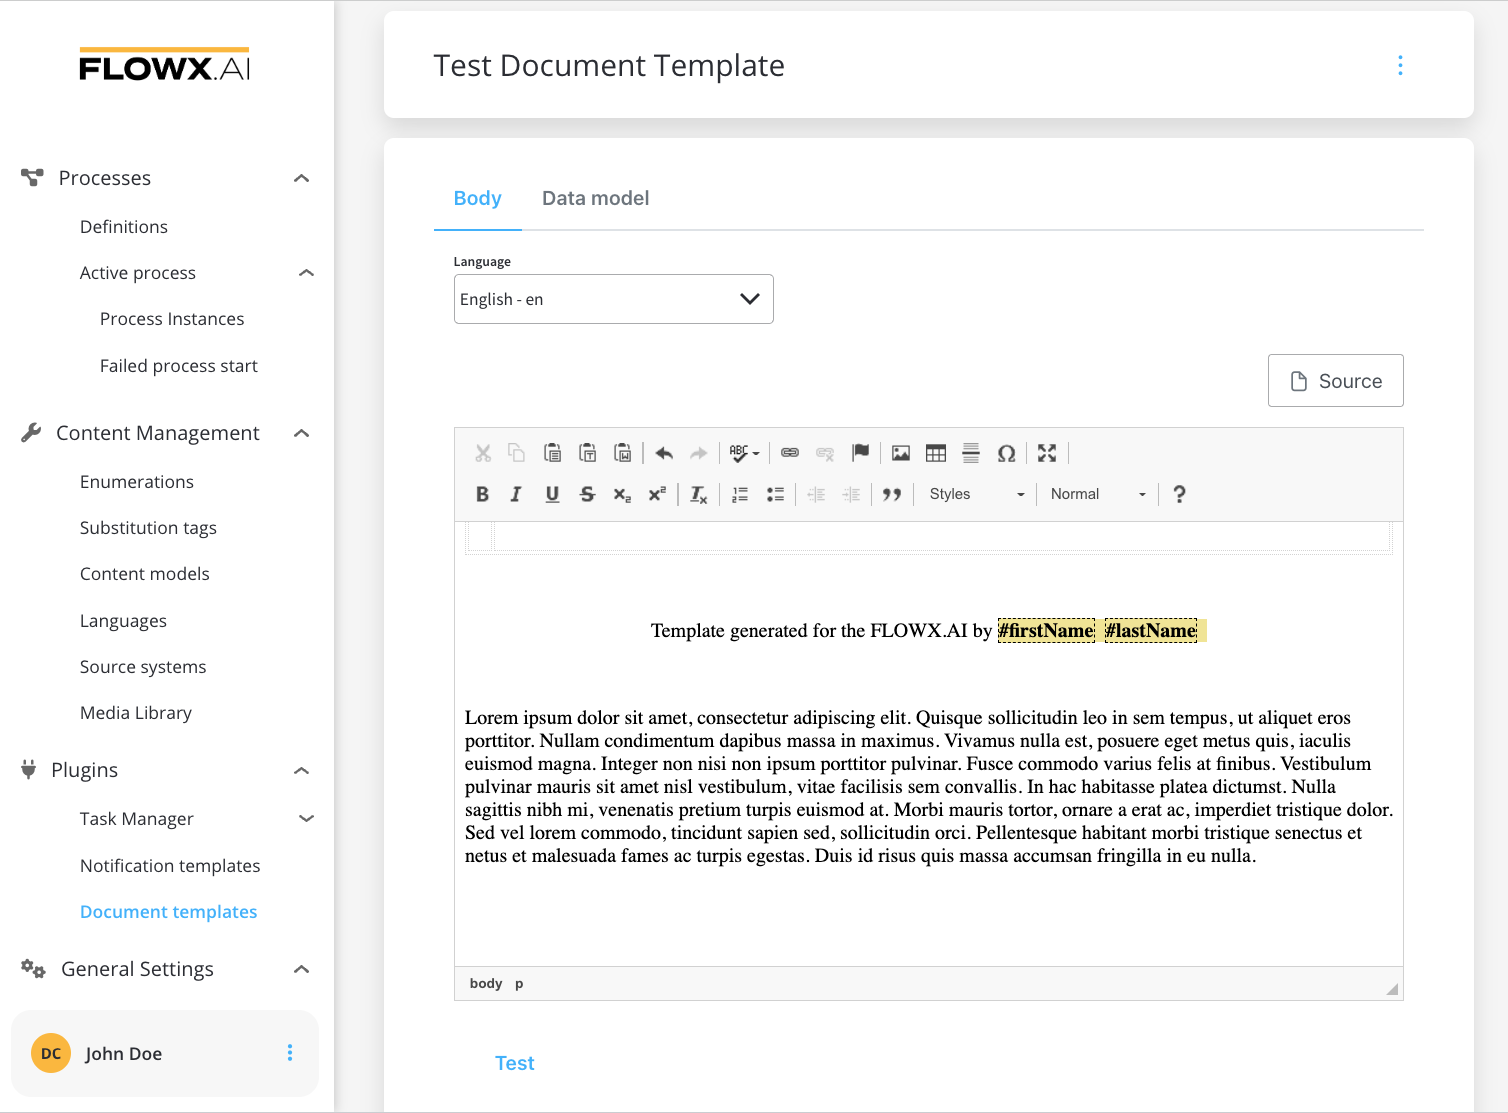 FLOWX.AI
Processes
Definitions
Active process
Process Instances
Failed process start
Content Management
Enumerations
Substitution tags
Content models
Languages
Source systems
Media Library
Plugins
Task Manager
Notification templates
Document templates
General Settings
DC John Doe
Test Document Template
Body Data model
Language
English - en
Source
ABC
B I U S x₂ x² Tx Styles Normal ?
Template generated for the FLOWX.AI by #firstName #lastName
Lorem ipsum dolor sit amet, consectetur adipiscing elit. Quisque sollicitudin leo in sem tempus, ut aliquet eros
porttitor. Nullam condimentum dapibus massa in maximus. Vivamus nulla est, posuere eget metus quis, iaculis
euismod magna. Integer non nisi non ipsum porttitor pulvinar. Fusce commodo varius felis at finibus. Vestibulum
pulvinar mauris sit amet nisl vestibulum, vitae facilisis sem convallis. In hac habitasse platea dictumst. Nulla
sagittis nibh mi, venenatis pretium turpis euismod at. Morbi mauris tortor, ornare a erat ac, imperdiet tristique dolor.
Sed vel lorem commodo, tincidunt sapien sed, sollicitudin orci. Pellentesque habitant morbi tristique senectus et
netus et malesuada fames ac turpis egestas. Duis id risus quis massa accumsan fringilla in eu nulla.
body p
Test